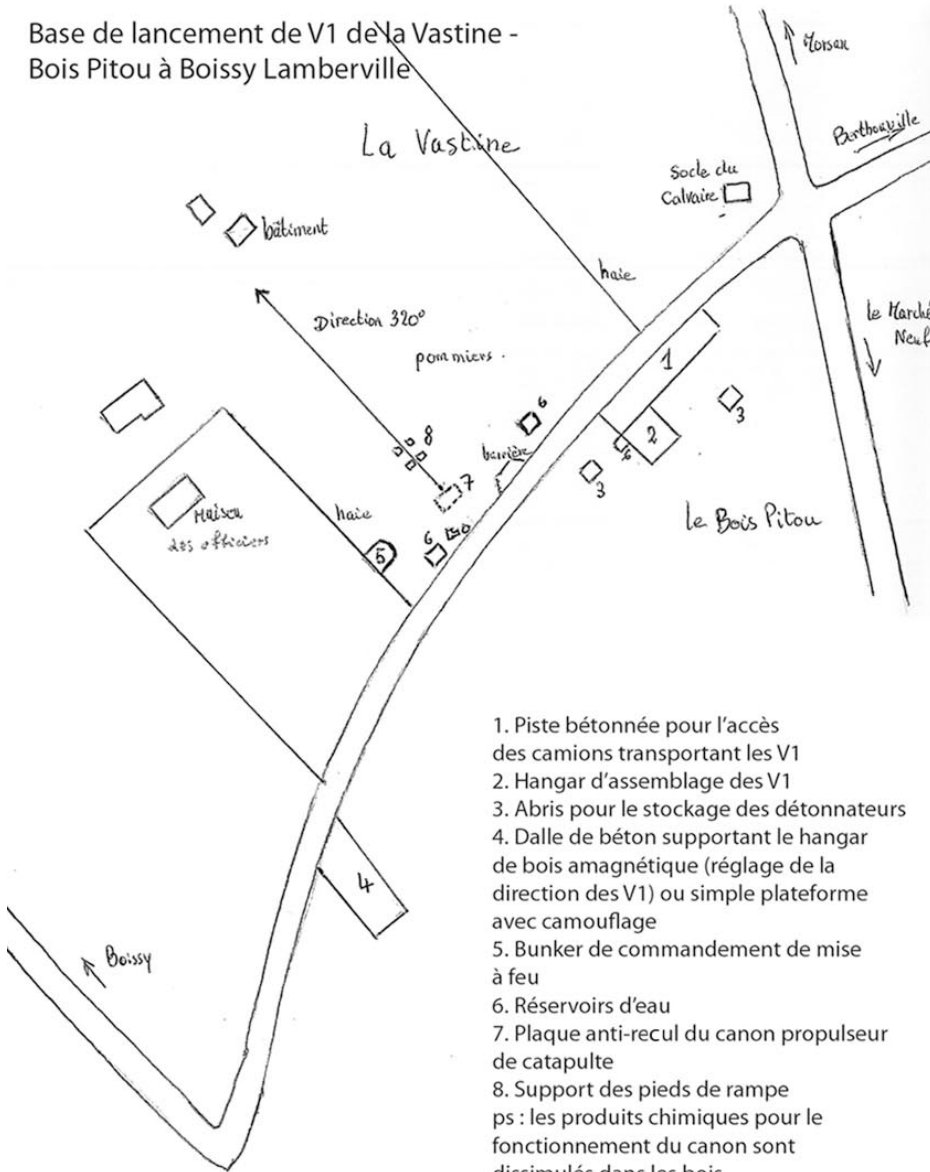 Base de lancement de V1 de la Vastine -
Bois Pitou à Boissy Lamberville
Morsan
La Vastine
Berthouville
Socle du
Calvaire
bâtiment
haie
Direction 320°
le Marché
Neuf
pommiers
1
6
3
8
2
barrière
6
7
3
Maison
des officiers
haie
le Bois Pitou
5
6
4
Boissy
1. Piste bétonnée pour l'accès
des camions transportant les V1
2. Hangar d'assemblage des V1
3. Abris pour le stockage des détonnateurs
4. Dalle de béton supportant le hangar
de bois amagnétique (réglage de la
direction des V1) ou simple plateforme
avec camouflage
5. Bunker de commandement de mise
à feu
6. Réservoirs d'eau
7. Plaque anti-recul du canon propulseur
de catapulte
8. Support des pieds de rampe
ps : les produits chimiques pour le
fonctionnement du canon sont
dissimulés dans les bois